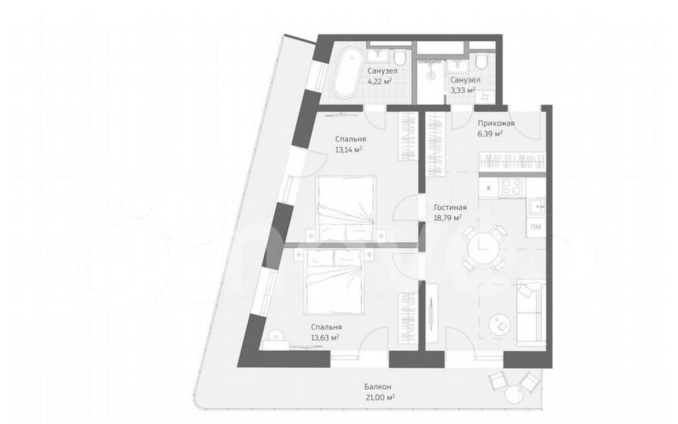 Санузел
4,22 м²
Санузел
3,33 м²
Прихожая
6,39 м²
Спальня
13,14 м²
Гостиная
18,79 м²
X
ПМ
Спальня
13,63 м²
Балкон
21,00 м²